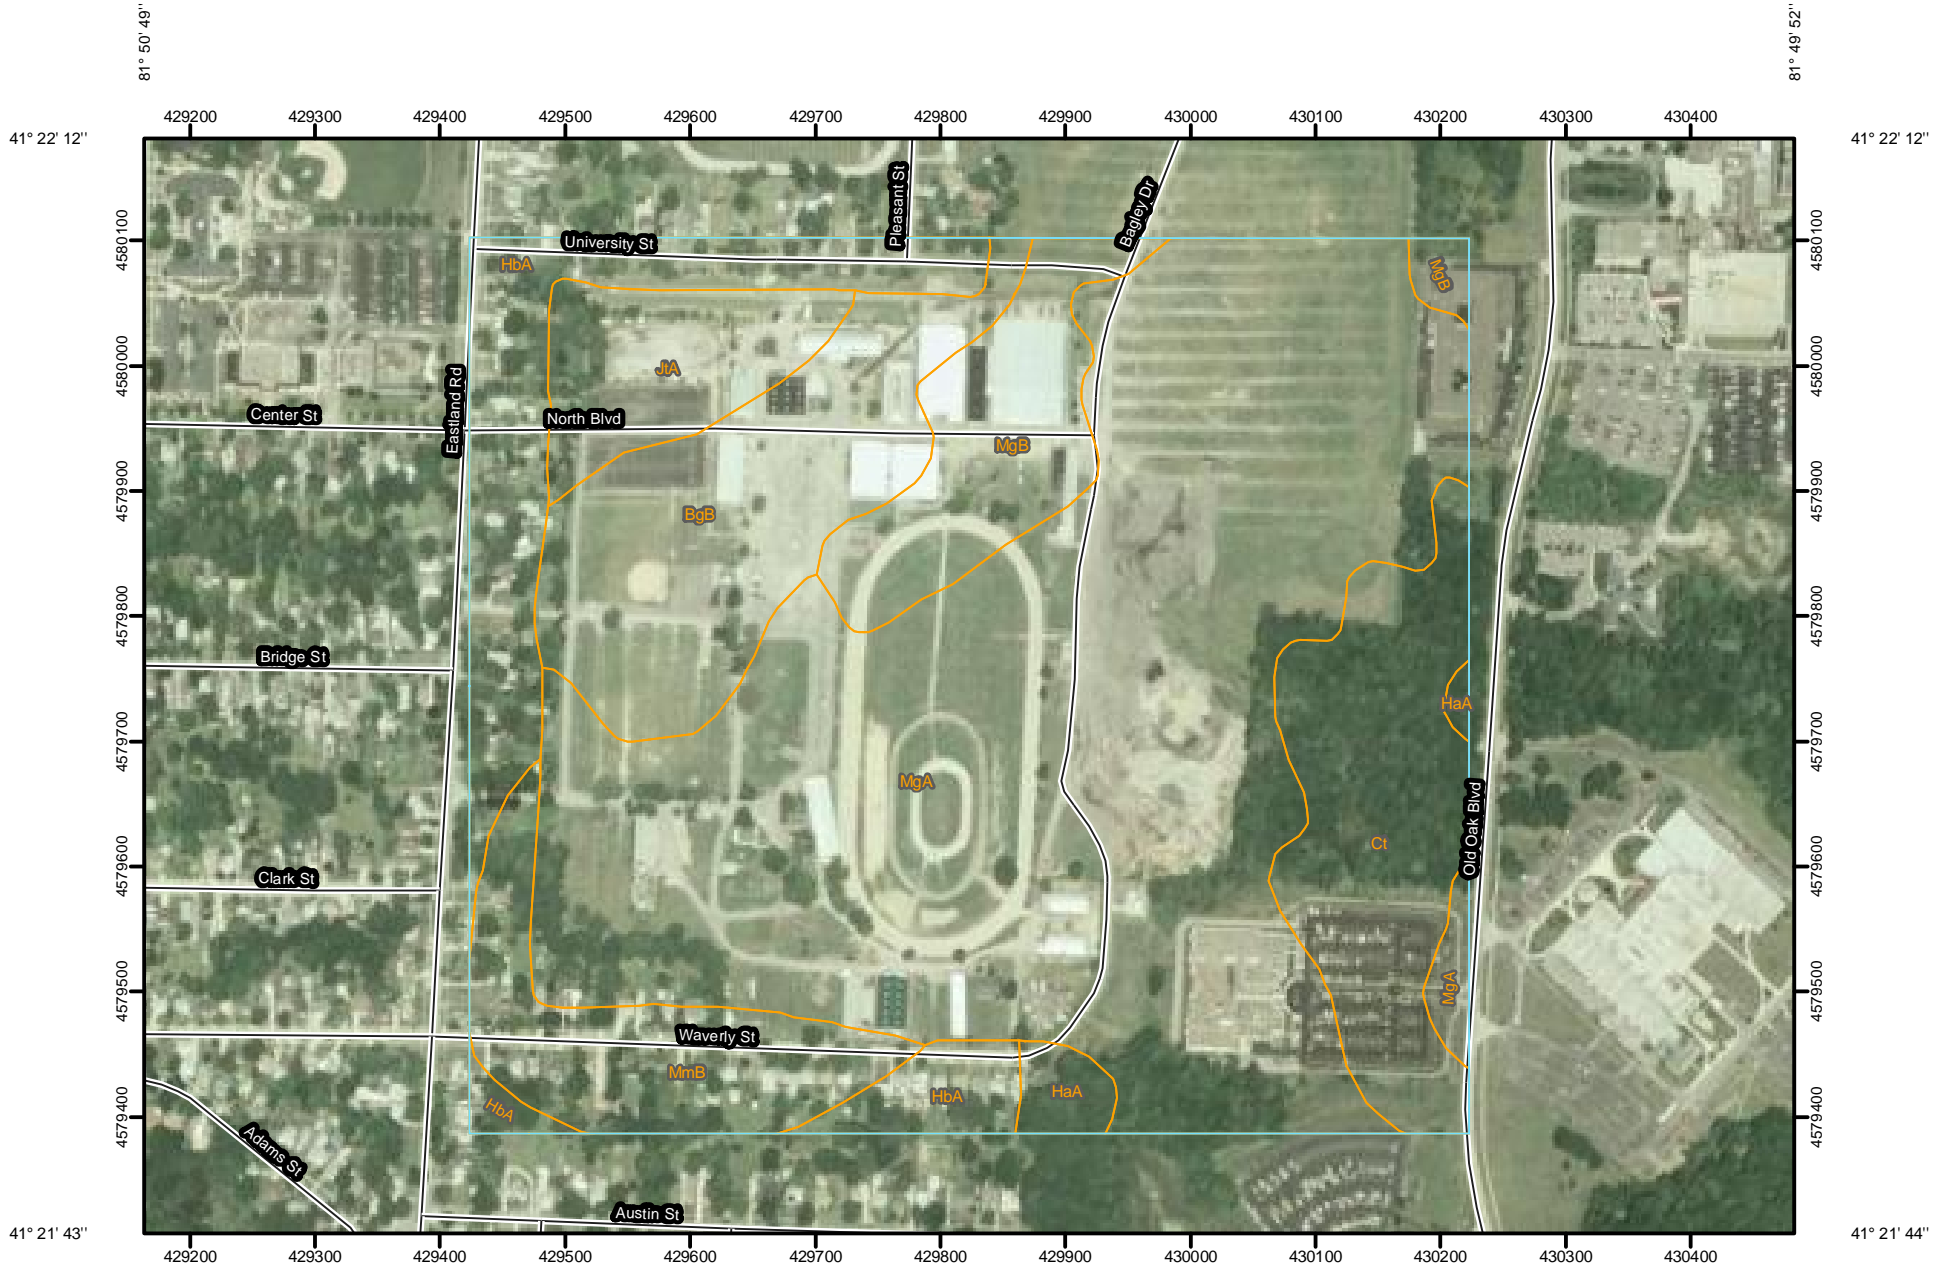 81° 50' 49''
81° 49' 52''
429200 429300 429400 429500 429600 429700 429800 429900 430000 430100 430200 430300 430400
41° 22' 12''
41° 22' 12''
Pleasant St
Bagley Dr
4580100
4580100
University St
HbA
MgB
4580000
4580000
JtA
Eastland Rd
Center St
North Blvd
MgB
4579900
4579900
BgB
4579800
4579800
Bridge St
HaA
4579700
4579700
MgA
Old Oak Blvd
Ct
4579600
4579600
Clark St
4579500
4579500
MgA
Waverly St
MmB
HbA
HbA
HaA
4579400
4579400
Adams St
Austin St
41° 21' 43''
41° 21' 44''
429200 429300 429400 429500 429600 429700 429800 429900 430000 430100 430200 430300 430400